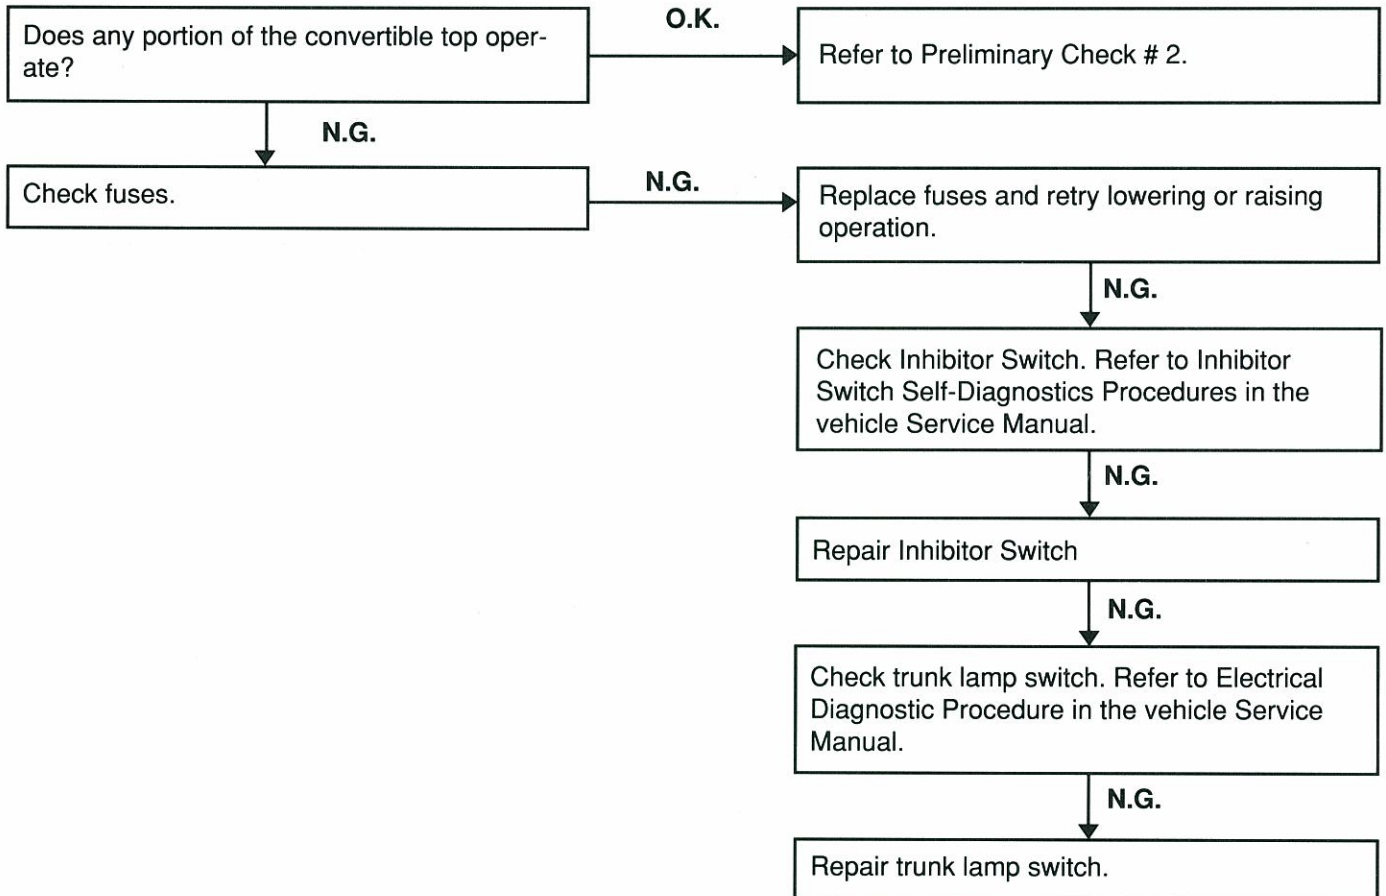 O.K.
Does any portion of the convertible top oper-
ate?
Refer to Preliminary Check # 2.
N.G.
Check fuses.
N.G.
Replace fuses and retry lowering or raising
operation.
N.G.
Check Inhibitor Switch. Refer to Inhibitor
Switch Self-Diagnostics Procedures in the
vehicle Service Manual.
N.G.
Repair Inhibitor Switch
N.G.
Check trunk lamp switch. Refer to Electrical
Diagnostic Procedure in the vehicle Service
Manual.
N.G.
Repair trunk lamp switch.